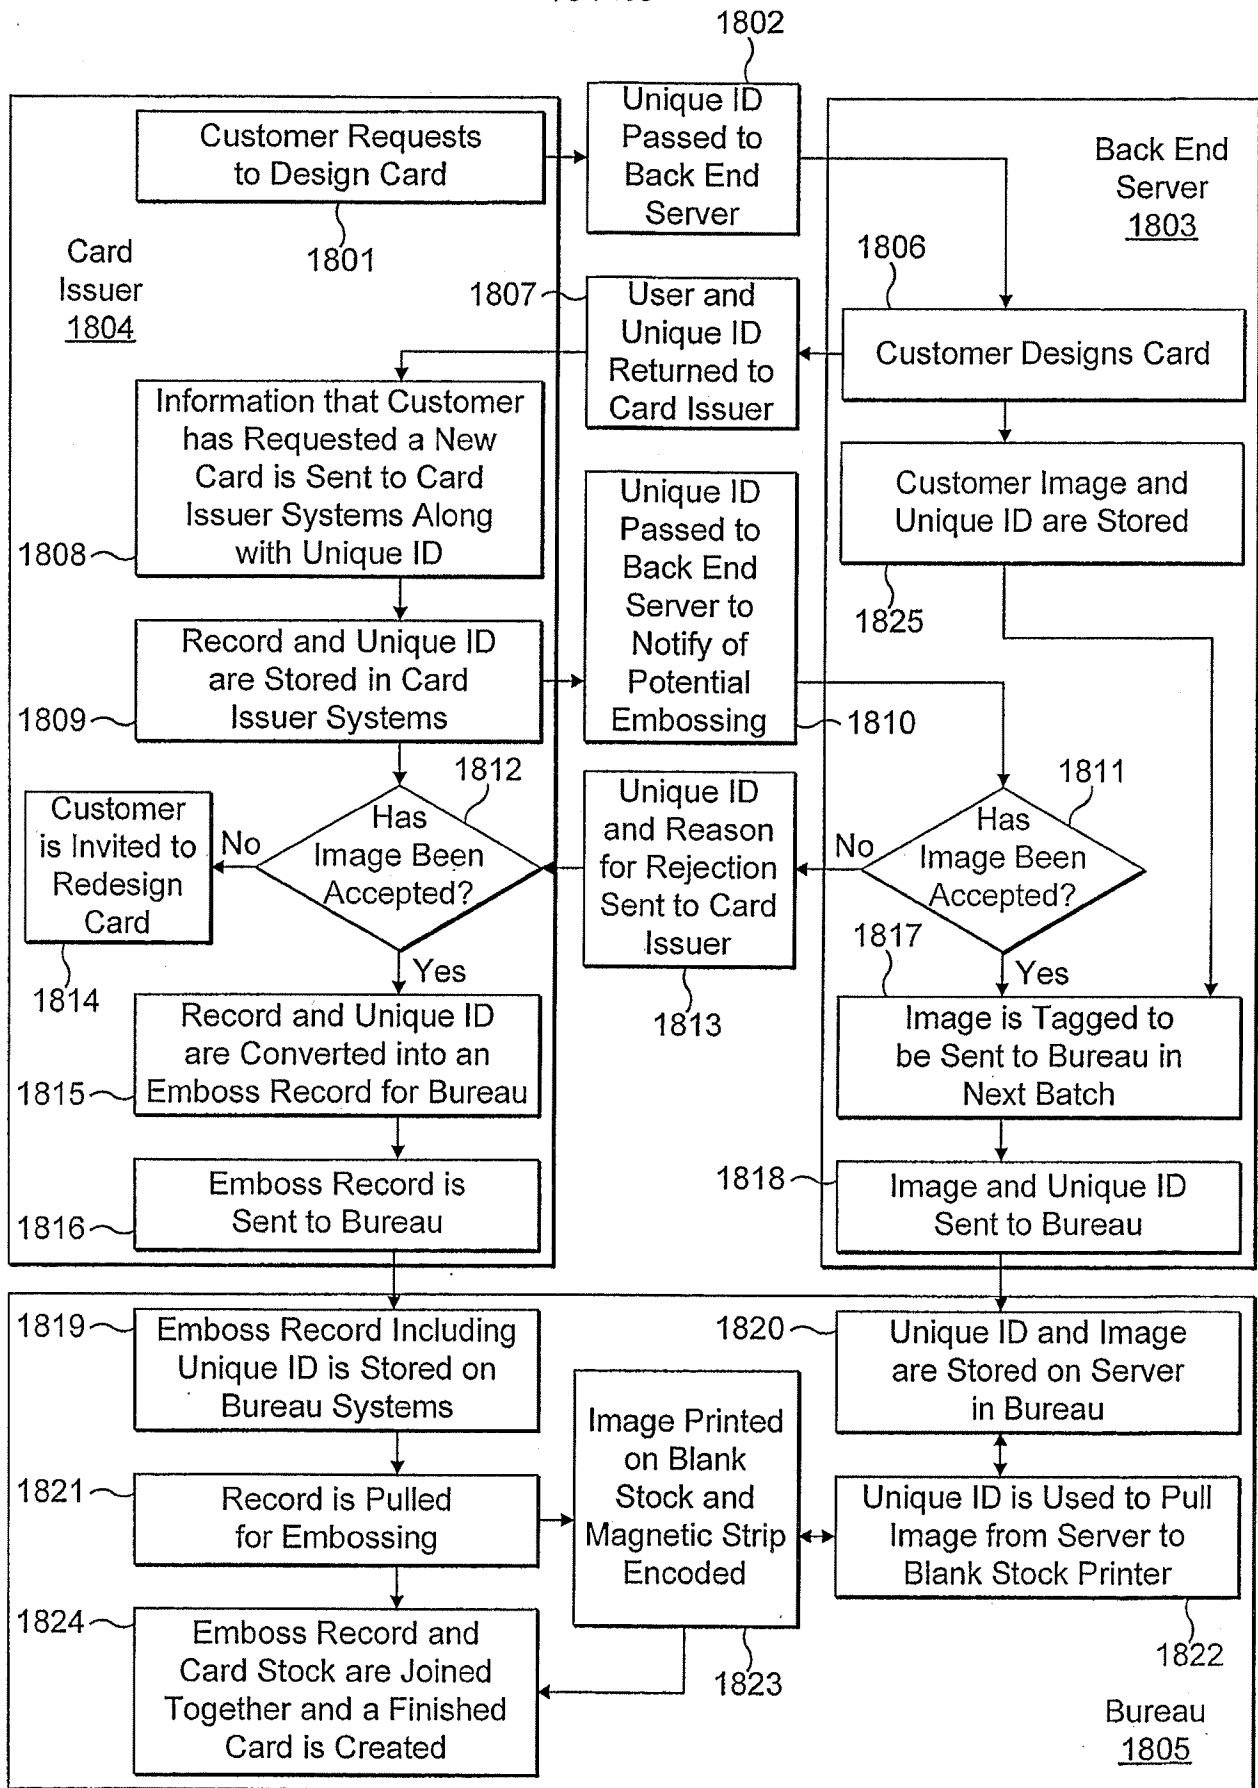 1802
Customer Requests
to Design Card
1801
Unique ID
Passed to
Back End
Server
Back End
Server
1803
Card
Issuer
1804
1807
User and
Unique ID
Returned to
Card Issuer
1806
Customer Designs Card
Information that Customer
has Requested a New
Card is Sent to Card
Issuer Systems Along
with Unique ID
1808
Customer Image and
Unique ID are Stored
1825
Record and Unique ID
are Stored in Card
Issuer Systems
1809
Unique ID
Passed to
Back End
Server to
Notify of
Potential
Embossing
1810
1812
Has
Image Been
Accepted?
No
Yes
Customer
is Invited to
Redesign
Card
1814
Unique ID
and Reason
for Rejection
Sent to Card
Issuer
1813
1811
Has
Image Been
Accepted?
No
Yes
1817
Record and Unique ID
are Converted into an
Emboss Record for Bureau
1815
Image is Tagged to
be Sent to Bureau in
Next Batch
Emboss Record is
Sent to Bureau
1816
1818
Image and Unique ID
Sent to Bureau
1819
Emboss Record Including
Unique ID is Stored on
Bureau Systems
1820
Unique ID and Image
are Stored on Server
in Bureau
1821
Record is Pulled
for Embossing
Image Printed
on Blank
Stock and
Magnetic Strip
Encoded
1823
Unique ID is Used to Pull
Image from Server to
Blank Stock Printer
1822
1824
Emboss Record and
Card Stock are Joined
Together and a Finished
Card is Created
Bureau
1805